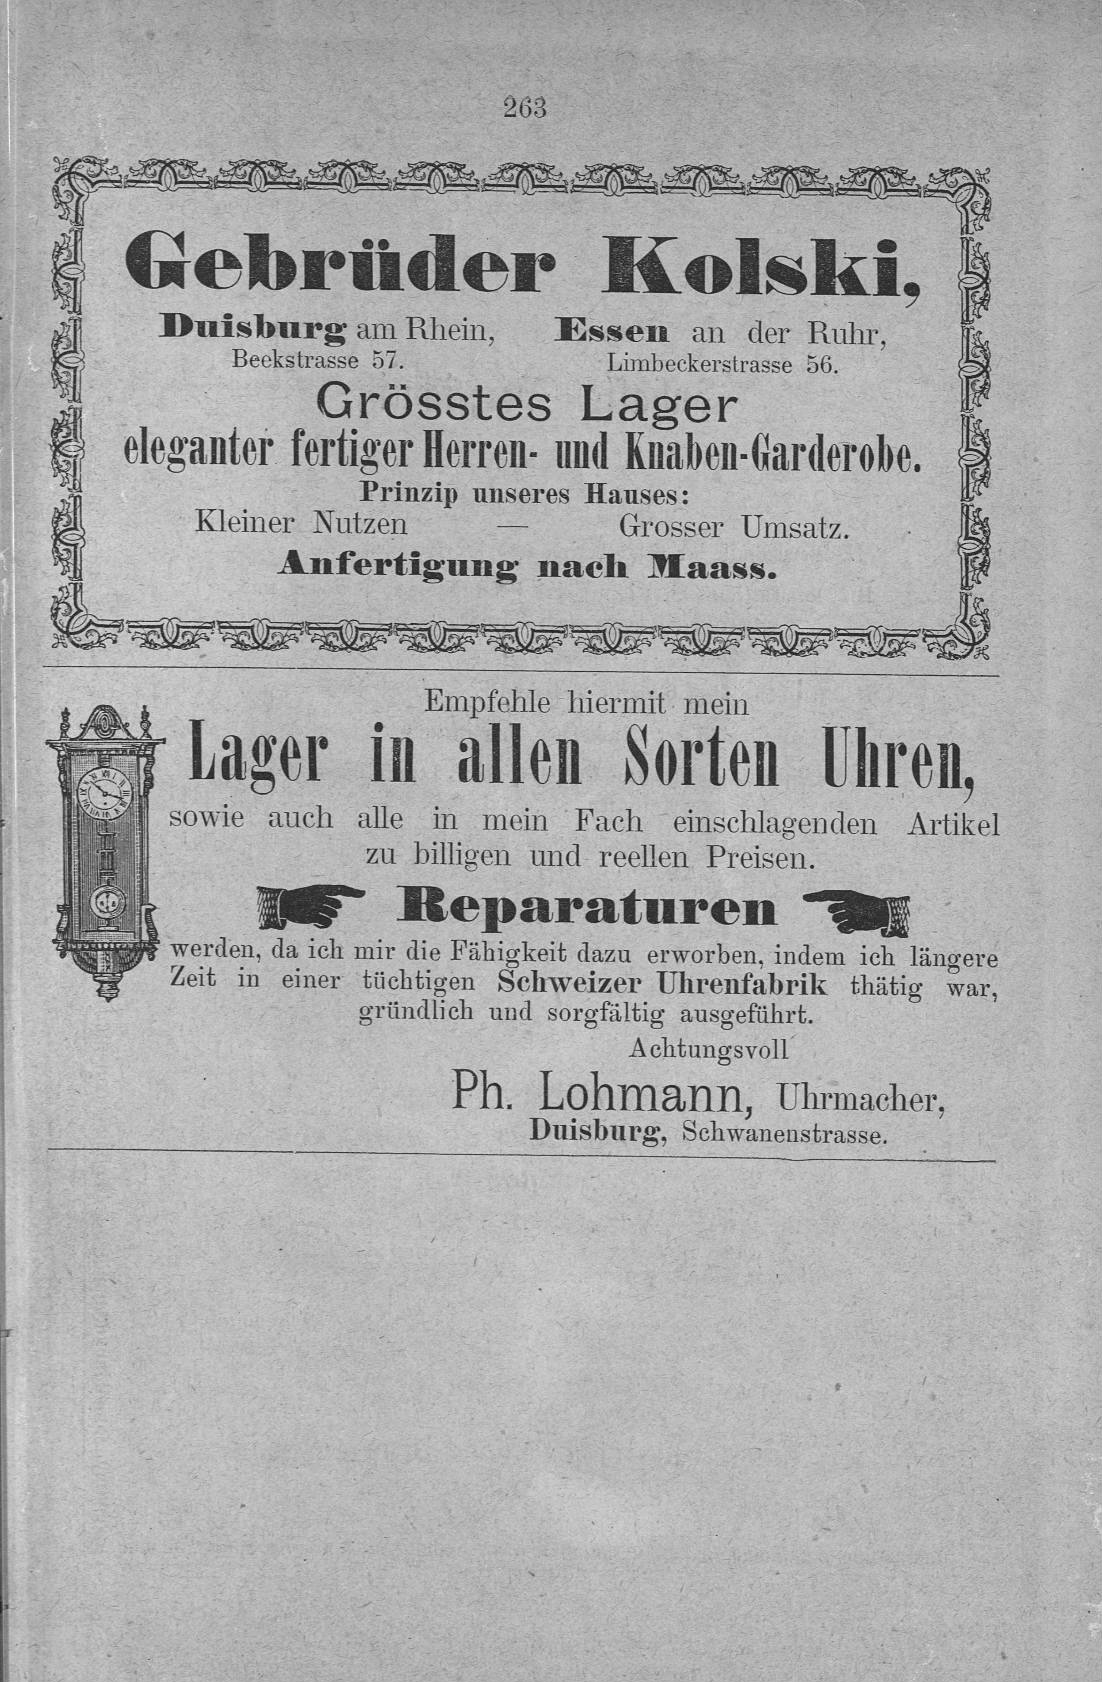 263
Gebrüder Kolski,
Duisburg am Rhein, Essen an der Ruhr,
Beekstrasse 57. Limbeckerstrasse 56.
Grösstes Lager
eleganter fertiger Herren- und Knaben-Garderobe.
Prinzip unseres Hauses:
Kleiner Nutzen — Grosser Umsatz.
Anfertigung nach Maass.
Empfehle hiermit mein
Lager in allen Sorten Uhren,
sowie auch alle in mein Fach einschlagenden Artikel
zu billigen und reellen Preisen.
Reparaturen
werden, da ich mir die Fähigkeit dazu erworben, indem ich längere
Zeit in einer tüchtigen Schweizer Uhrenfabrik thätig war,
gründlich und sorgfältig ausgeführt.
Achtungsvoll
Ph. Lohmann, Uhrmacher,
Duisburg, Schwanenstrasse.